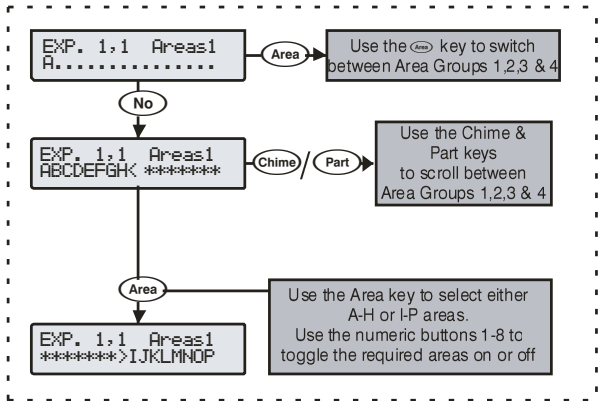 EXP. 1,1 Areas1
A..............
Area
Use the Area key to switch
between Area Groups 1,2,3 & 4
No
EXP. 1,1 Areas1
ABCDEFGH< *******
Chime / Part
Use the Chime &
Part keys
to scroll between
Area Groups 1,2,3 & 4
Area
Use the Area key to select either
A-H or I-P areas.
Use the numeric buttons 1-8 to
toggle the required areas on or off
EXP. 1,1 Areas1
*******>IJKLMNOP